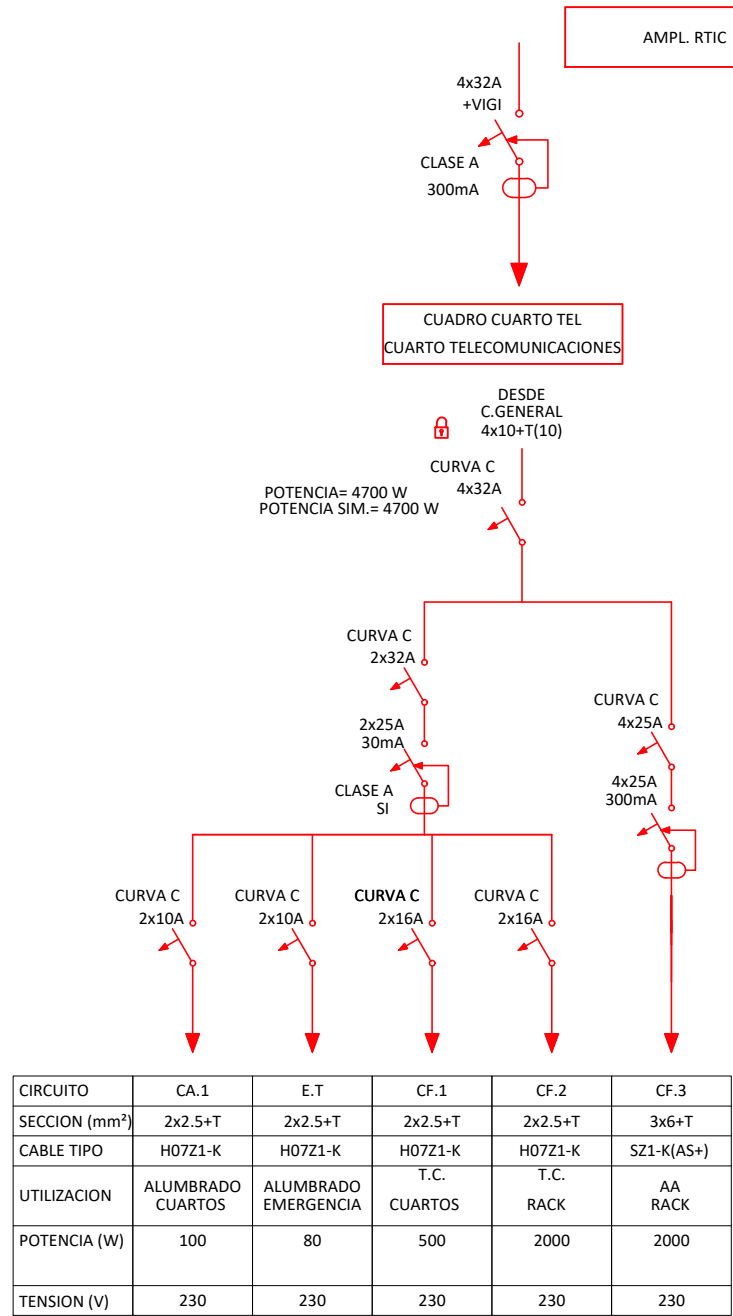 AMPL. RTIC
4x32A
+VIGI
CLASE A
300mA
CUADRO CUARTO TEL
CUARTO TELECOMUNICACIONES
DESDE
C.GENERAL
4x10+T(10)
CURVA C
4x32A
POTENCIA= 4700 W
POTENCIA SIM.= 4700 W
CURVA C
2x32A
2x25A
30mA
CLASE A
SI
CURVA C
4x25A
4x25A
300mA
CURVA C
2x10A
CURVA C
2x10A
CURVA C
2x16A
CURVA C
2x16A
CIRCUITO CA.1 E.T CF.1 CF.2 CF.3
SECCION (mm²) 2x2.5+T 2x2.5+T 2x2.5+T 2x2.5+T 3x6+T
CABLE TIPO H07Z1-K H07Z1-K H07Z1-K H07Z1-K SZ1-K(AS+)
UTILIZACION
ALUMBRADO
CUARTOS
ALUMBRADO
EMERGENCIA
T.C.
CUARTOS
T.C.
RACK
AA
RACK
POTENCIA (W) 100 80 500 2000 2000
TENSION (V) 230 230 230 230 230